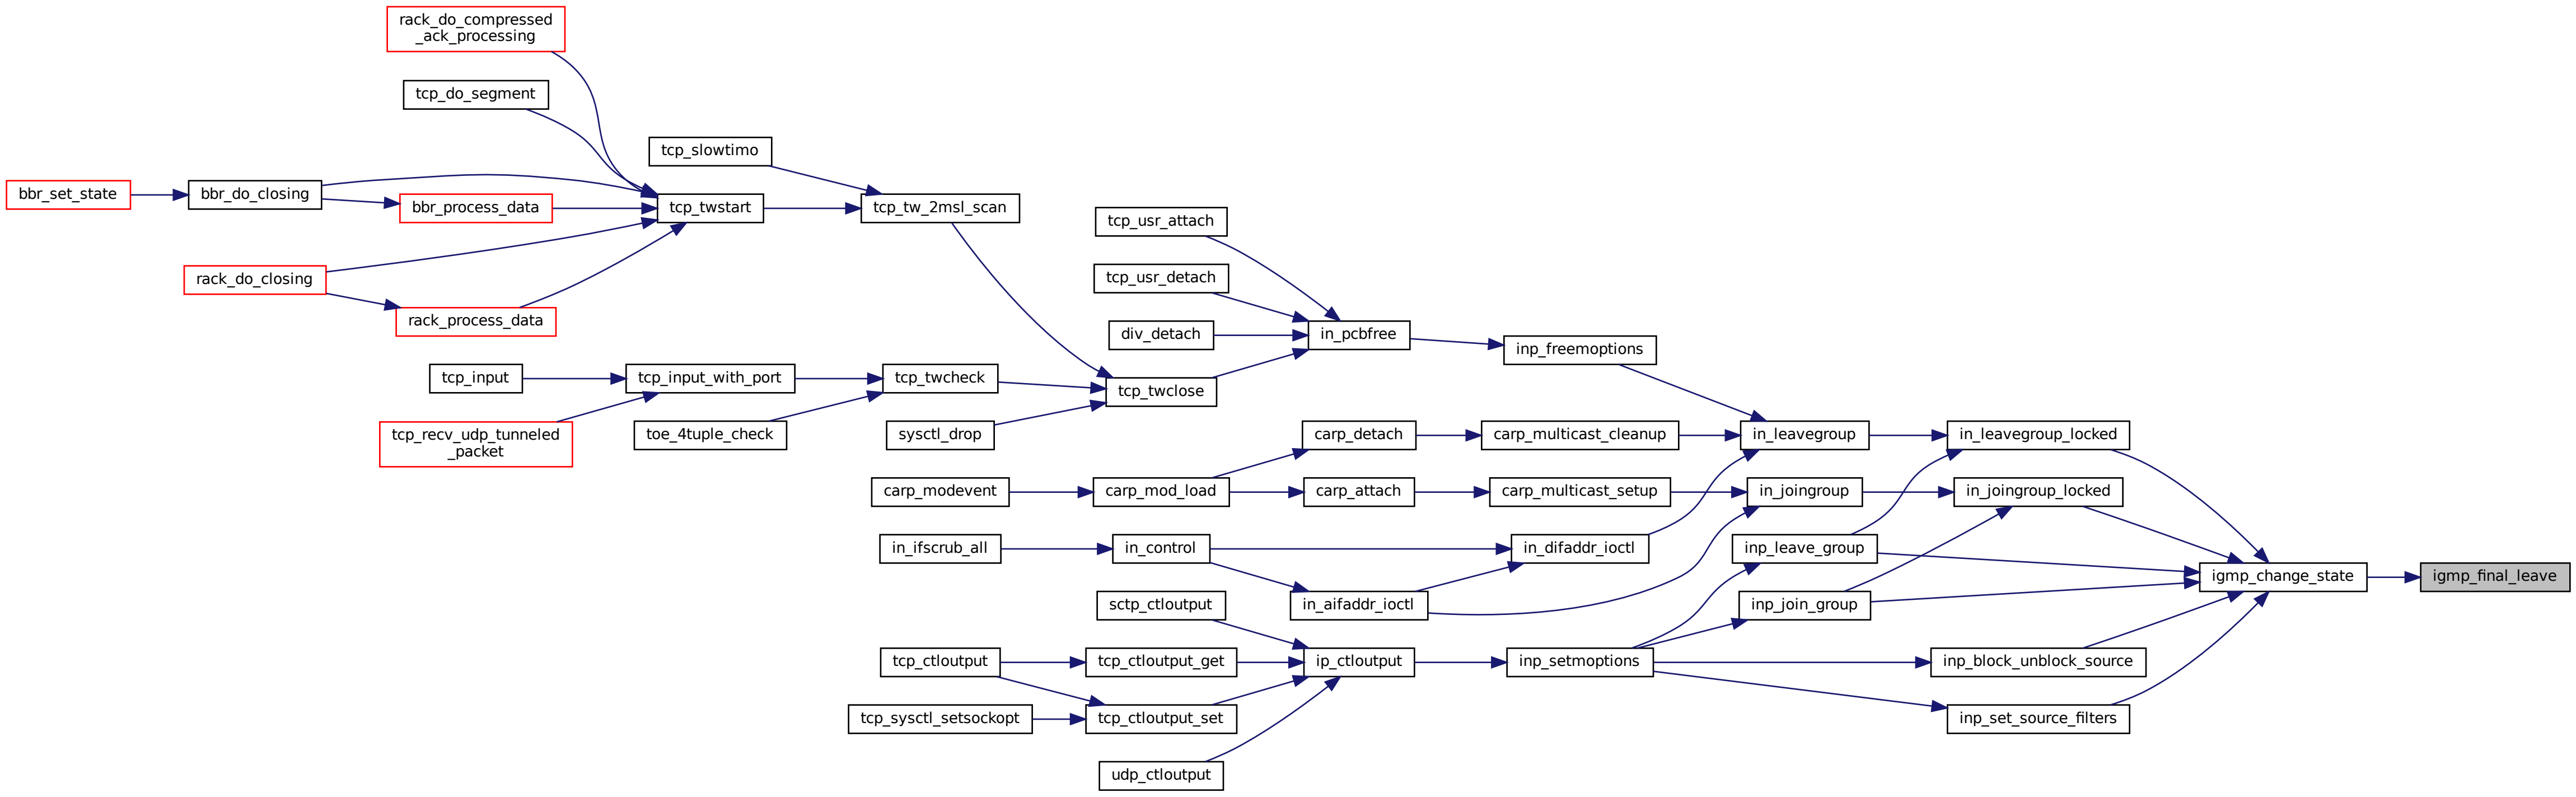 rack_do_compressed
_ack_processing
tcp_do_segment
tcp_slowtimo
bbr_set_state
bbr_do_closing
bbr_process_data
tcp_twstart
tcp_tw_2msl_scan
tcp_usr_attach
rack_do_closing
tcp_usr_detach
rack_process_data
div_detach
in_pcbfree
inp_freemoptions
tcp_input
tcp_input_with_port
tcp_twcheck
tcp_twclose
tcp_recv_udp_tunneled
_packet
toe_4tuple_check
sysctl_drop
carp_detach
carp_multicast_cleanup
in_leavegroup
in_leavegroup_locked
carp_modevent
carp_mod_load
carp_attach
carp_multicast_setup
in_joingroup
in_joingroup_locked
in_ifscrub_all
in_control
in_difaddr_ioctl
inp_leave_group
igmp_change_state
igmp_final_leave
sctp_ctloutput
in_aifaddr_ioctl
inp_join_group
tcp_ctloutput
tcp_ctloutput_get
ip_ctloutput
inp_setmoptions
inp_block_unblock_source
tcp_sysctl_setsockopt
tcp_ctloutput_set
inp_set_source_filters
udp_ctloutput